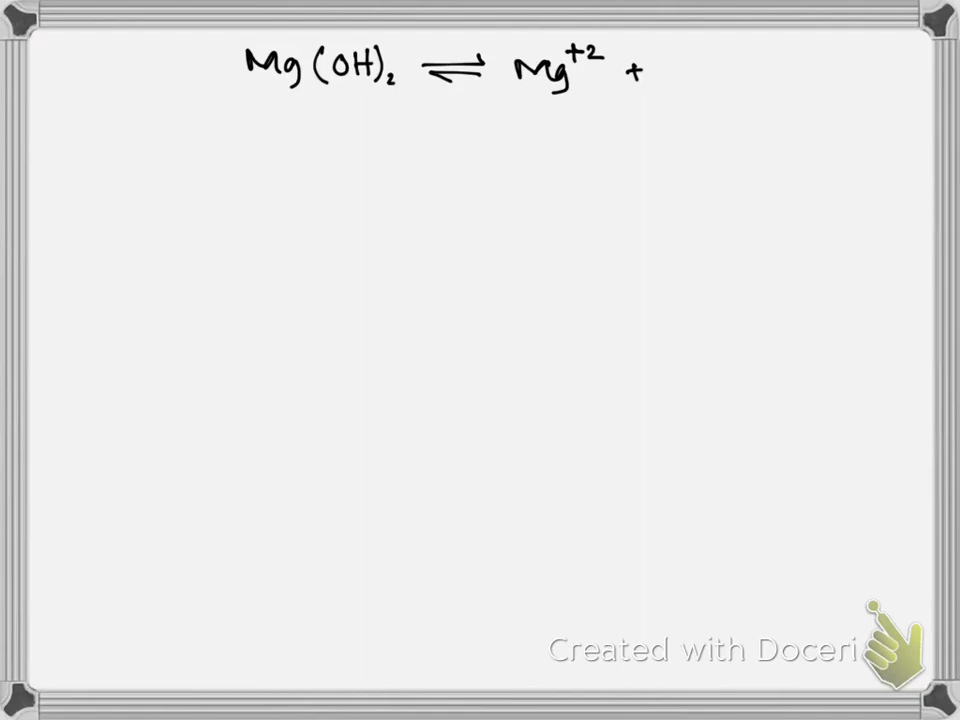 Mg(OH)₂ ⇌ Mg⁺² +
Created with Doceri